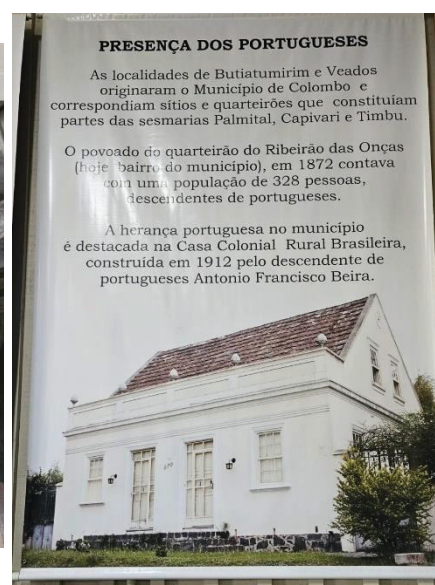 PRESENÇA DOS PORTUGUESES
As localidades de Butiatumirim e Veados
originaram o Município de Colombo e
correspondiam sítios e quarteirões que constituíam
partes das sesmarias Palmital, Capivari e Timbu.
O povoado do quarteirão do Ribeirão das Onças
(hoje bairro do município), em 1872 contava
com uma população de 328 pessoas,
descendentes de portugueses.
A herança portuguesa no município
é destacada na Casa Colonial Rural Brasileira,
construída em 1912 pelo descendente de
portugueses Antonio Francisco Beira.